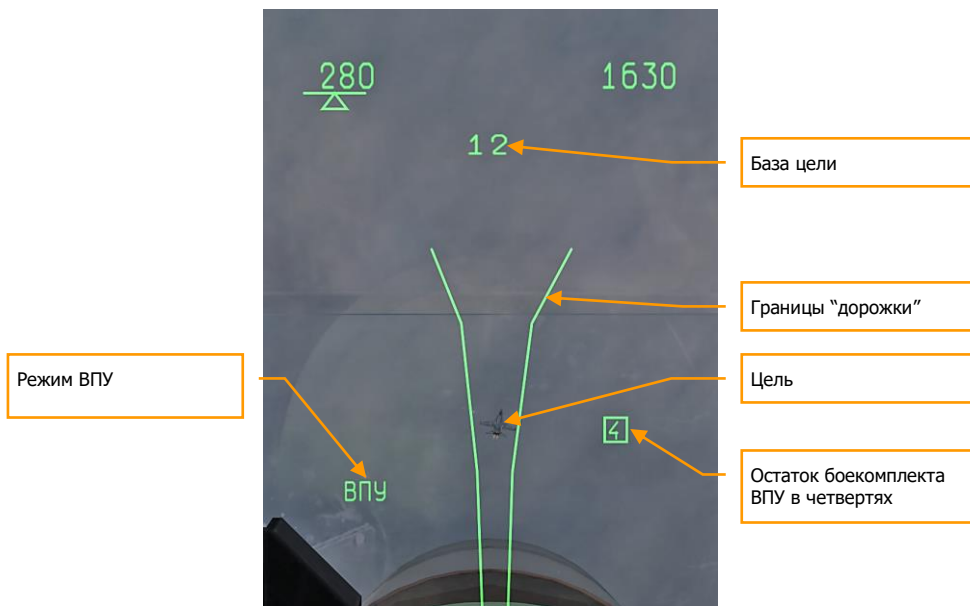 280
1630
12
База цели
Границы “дорожки”
Цель
Режим ВПУ
4
Остаток боекомплекта
ВПУ в четвертях
ВПУ